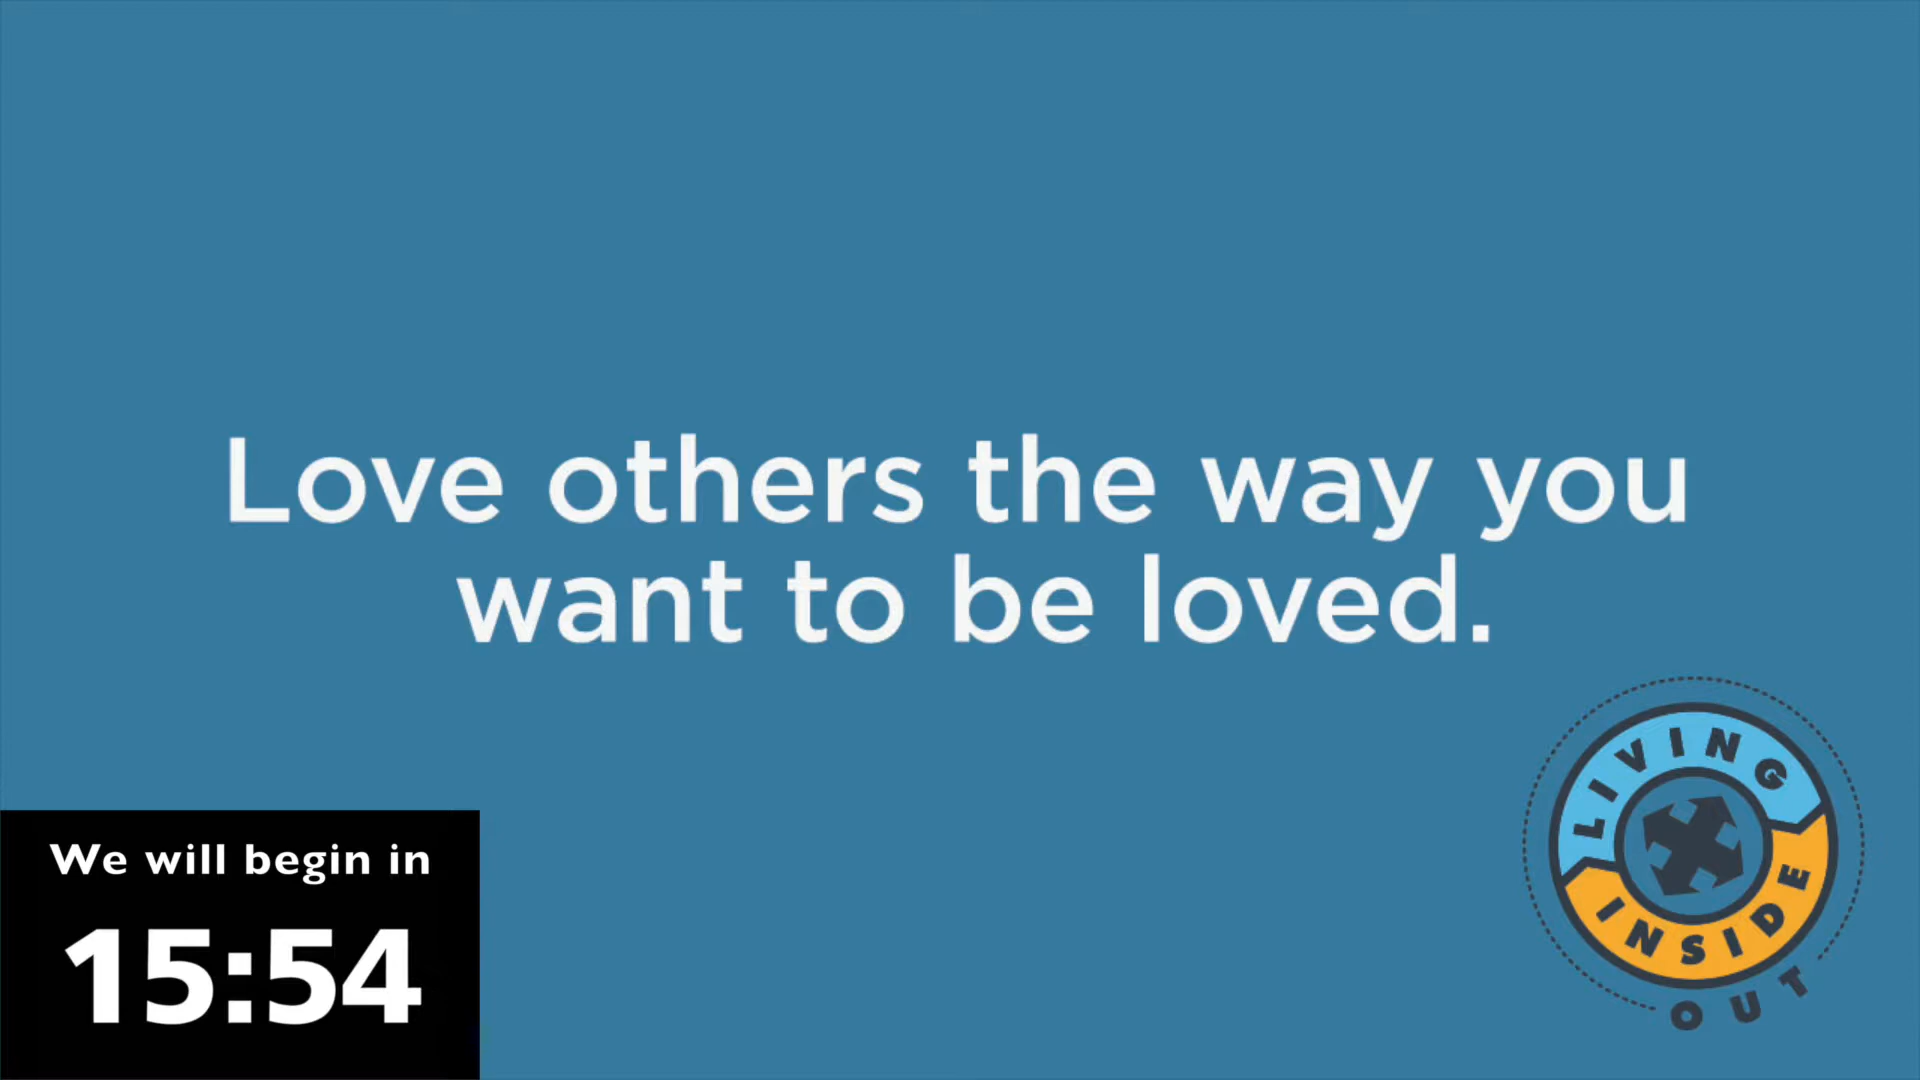 Love others the way you
want to be loved.
We will begin in
15:54
LIVING
INSIDE
OUT